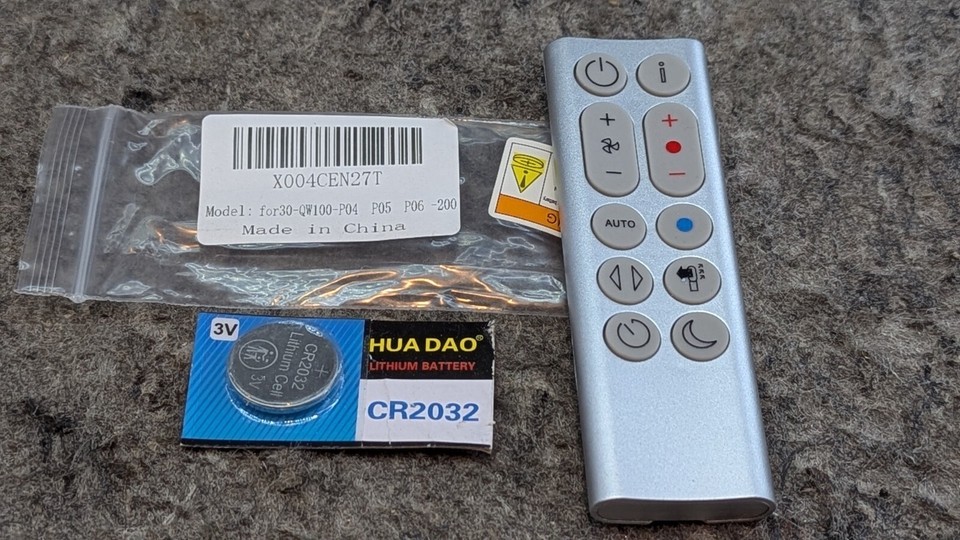 X004CEN27T
Model: for30-QW100-P04 P05 P06 -200
Made in China
3V
CR2032
Lithium Cell
3V
HUA DAO®
LITHIUM BATTERY
CR2032
AUTO